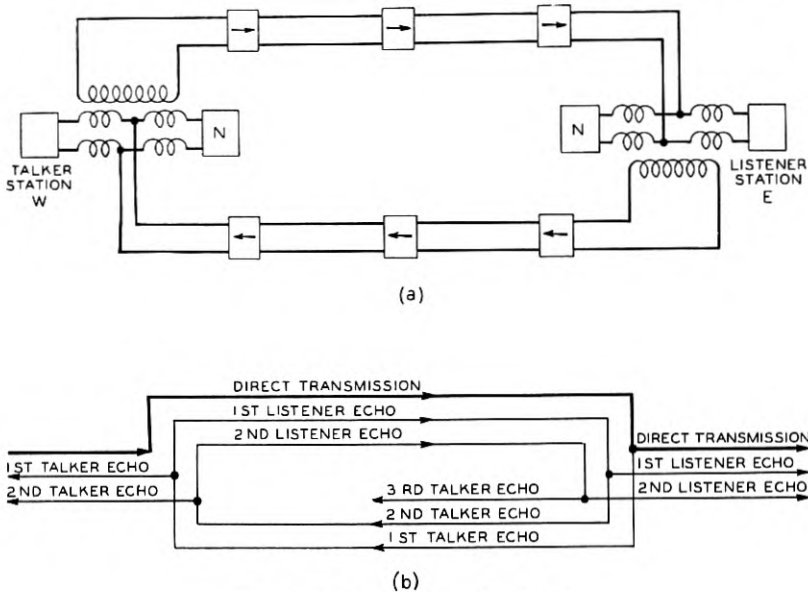 N
TALKER
STATION
W
N
LISTENER
STATION
E
(a)
DIRECT TRANSMISSION
1ST LISTENER ECHO
2ND LISTENER ECHO
DIRECT TRANSMISSION
1ST TALKER ECHO
1ST LISTENER ECHO
2ND TALKER ECHO
3RD TALKER ECHO
2ND LISTENER ECHO
2ND TALKER ECHO
1ST TALKER ECHO
(b)